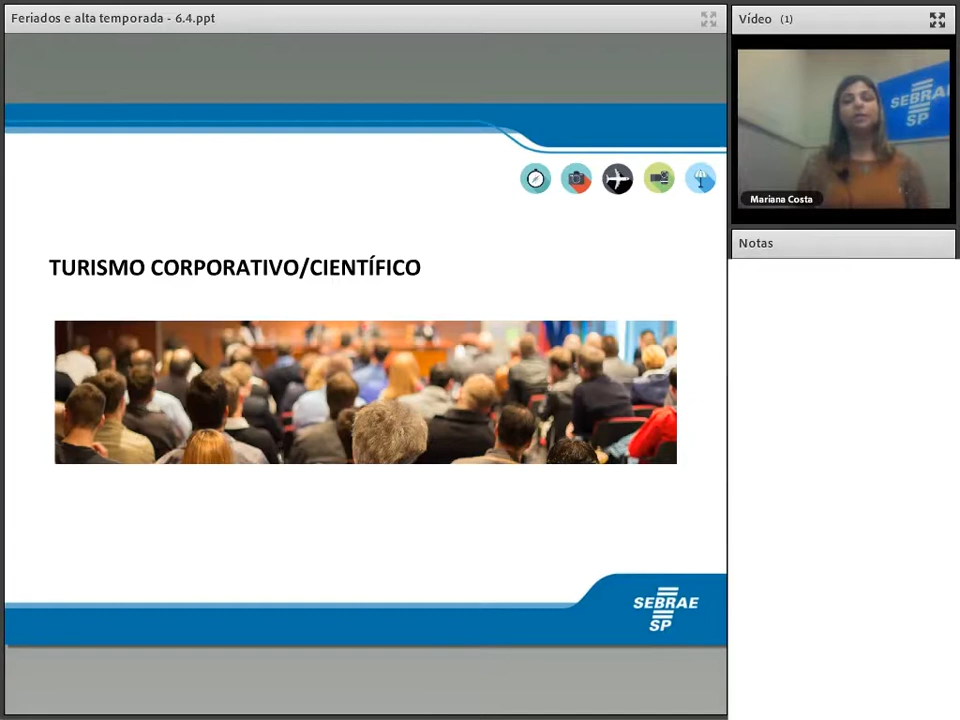 Feriados e alta temporada - 6.4.ppt
Vídeo (1)
SEBRAE
SP
Mariana Costa
Notas
TURISMO CORPORATIVO/CIENTÍFICO
SEBRAE
SP